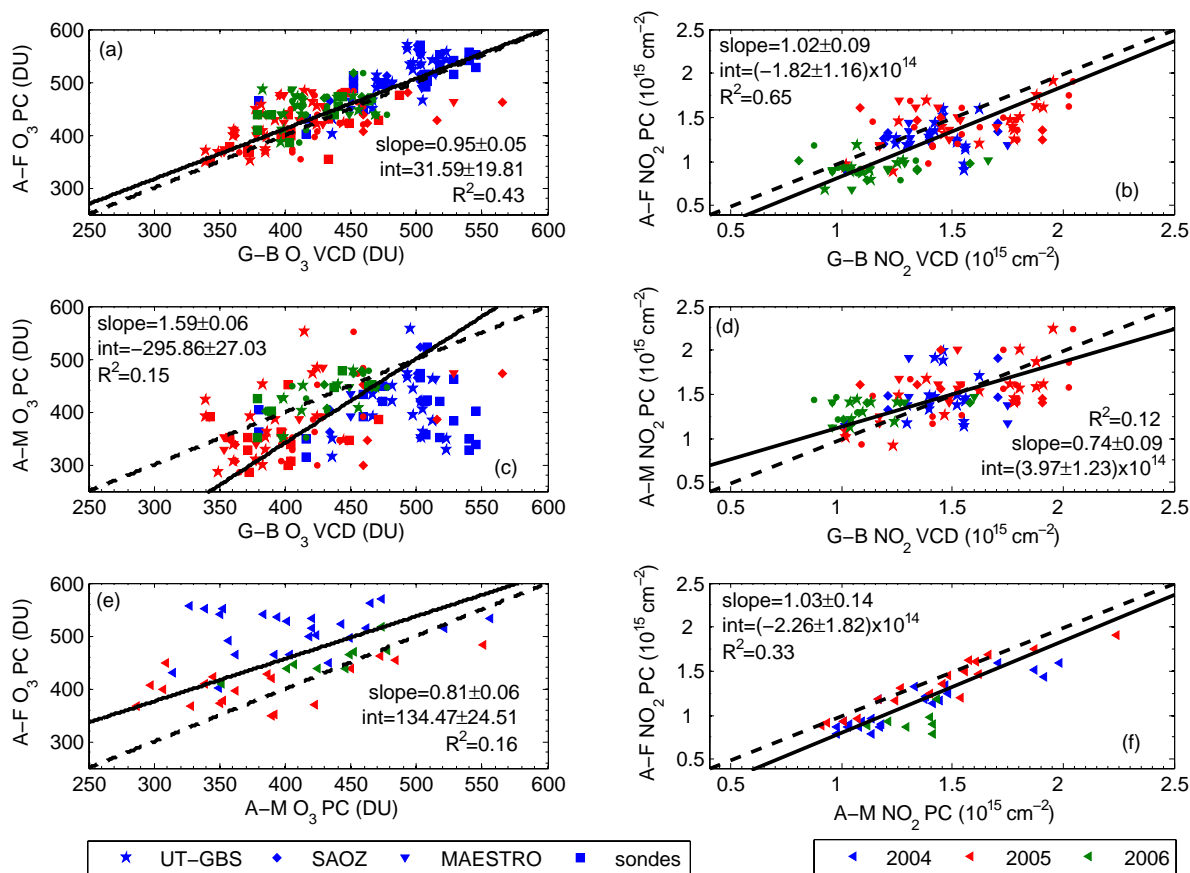 (a)
600
500
400
300
A−F O3 PC (DU)
slope=0.95±0.05
int=31.59±19.81
R2=0.43
250 300 350 400 450 500 550 600
G−B O3 VCD (DU)
2.5
2
1.5
1
0.5
A−F NO2 PC (10^15 cm−2)
slope=1.02±0.09
int=(−1.82±1.16)x10^14
R2=0.65
(b)
0.5 1 1.5 2 2.5
G−B NO2 VCD (10^15 cm−2)
600
500
400
300
A−M O3 PC (DU)
slope=1.59±0.06
int=−295.86±27.03
R2=0.15
(c)
250 300 350 400 450 500 550 600
G−B O3 VCD (DU)
2.5
2
1.5
1
0.5
A−M NO2 PC (10^15 cm−2)
(d)
R2=0.12
slope=0.74±0.09
int=(3.97±1.23)x10^14
0.5 1 1.5 2 2.5
G−B NO2 VCD (10^15 cm−2)
600
500
400
300
A−F O3 PC (DU)
(e)
slope=0.81±0.06
int=134.47±24.51
R2=0.16
250 300 350 400 450 500 550 600
A−M O3 PC (DU)
2.5
2
1.5
1
0.5
A−F NO2 PC (10^15 cm−2)
slope=1.03±0.14
int=(−2.26±1.82)x10^14
R2=0.33
(f)
0.5 1 1.5 2 2.5
A−M NO2 PC (10^15 cm−2)
UT−GBS SAOZ MAESTRO sondes
2004 2005 2006